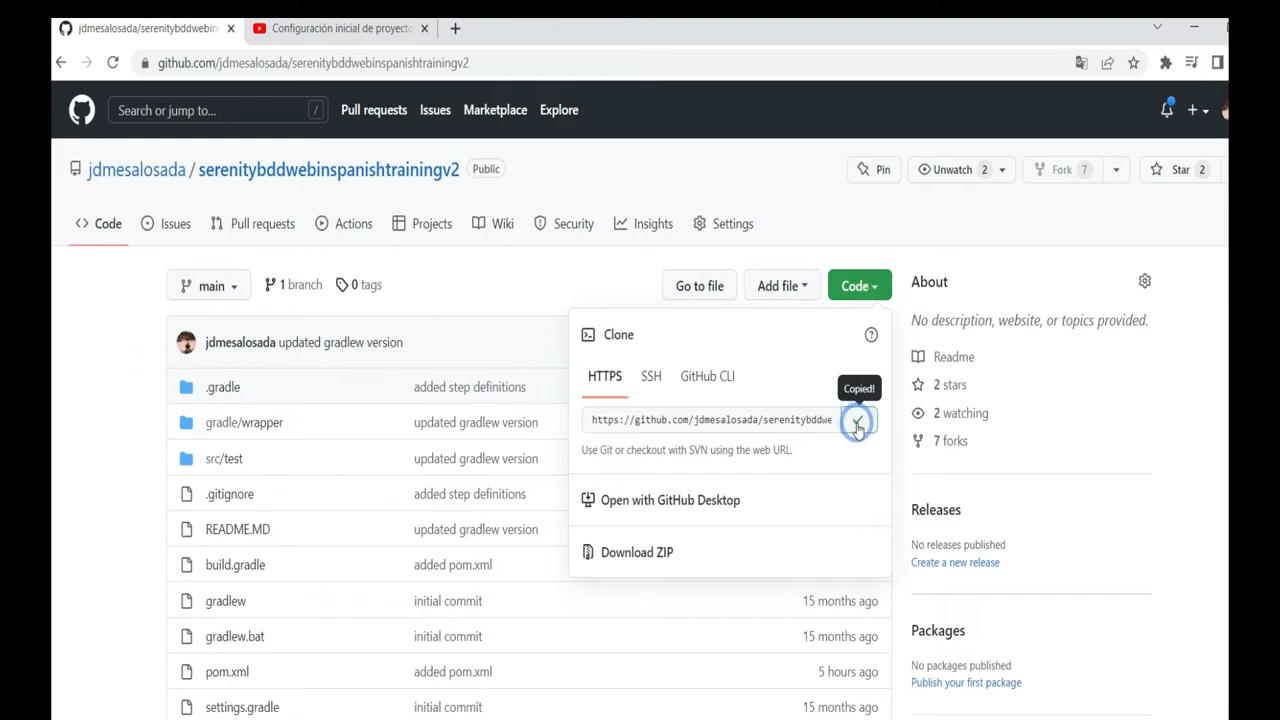 jdmesalosada/serenitybddwebins
Configuración inicial de proyecto
github.com/jdmesalosada/serenitybddwebinspanishtrainingv2
Search or jump to... /
Pull requests Issues Marketplace Explore
jdmesalosada / serenitybddwebinspanishtrainingv2 Public
Pin Unwatch 2 Fork 7 Star 2
Code Issues Pull requests Actions Projects Wiki Security Insights Settings
main 1 branch 0 tags Go to file Add file Code
jdmesalosada updated gradlew version
.gradle added step definitions
gradle/wrapper updated gradlew version
src/test updated gradlew version
.gitignore added step definitions
README.MD updated gradlew version
build.gradle added pom.xml
gradlew initial commit 15 months ago
gradlew.bat initial commit 15 months ago
pom.xml added pom.xml 5 hours ago
settings.gradle initial commit 15 months ago
Clone
HTTPS SSH GitHub CLI
Copied!
https://github.com/jdmesalosada/serenitybddwe
Use Git or checkout with SVN using the web URL.
Open with GitHub Desktop
Download ZIP
About
No description, website, or topics provided.
Readme
2 stars
2 watching
7 forks
Releases
No releases published
Create a new release
Packages
No packages published
Publish your first package